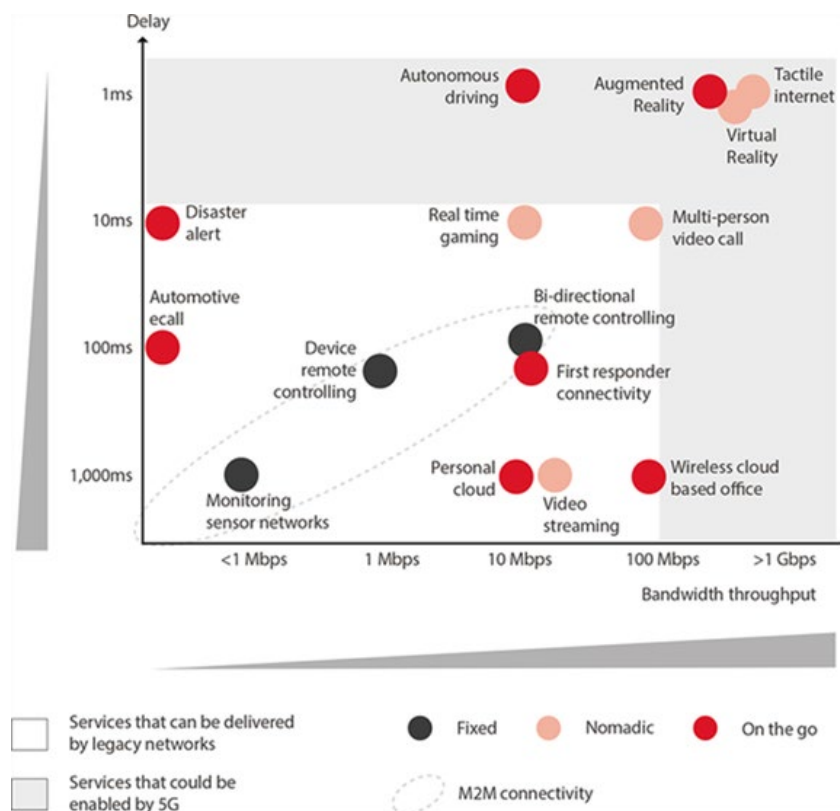 Delay
1ms
10ms
100ms
1,000ms
Autonomous
driving
Augmented
Reality
Tactile
internet
Virtual
Reality
Disaster
alert
Real time
gaming
Multi-person
video call
Automotive
ecall
Bi-directional
remote controlling
Device
remote
controlling
First responder
connectivity
Monitoring
sensor networks
Personal
cloud
Video
streaming
Wireless cloud
based office
<1 Mbps
1 Mbps
10 Mbps
100 Mbps
>1 Gbps
Bandwidth throughput
Services that can be delivered
by legacy networks
Fixed
Nomadic
On the go
Services that could be
enabled by 5G
M2M connectivity